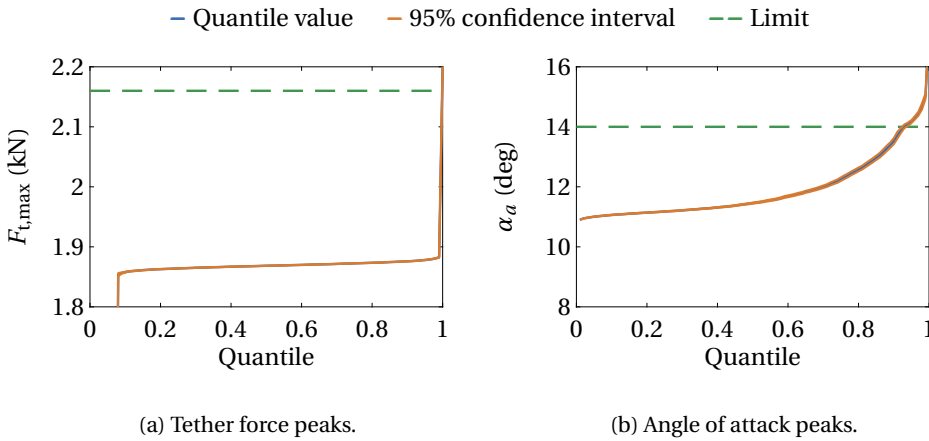 Quantile value 95% confidence interval Limit
F t,max (kN)
2.2
2.1
2
1.9
1.8
0 0.2 0.4 0.6 0.8 1
Quantile
(a) Tether force peaks.
α a (deg)
16
14
12
10
8
0 0.2 0.4 0.6 0.8 1
Quantile
(b) Angle of attack peaks.